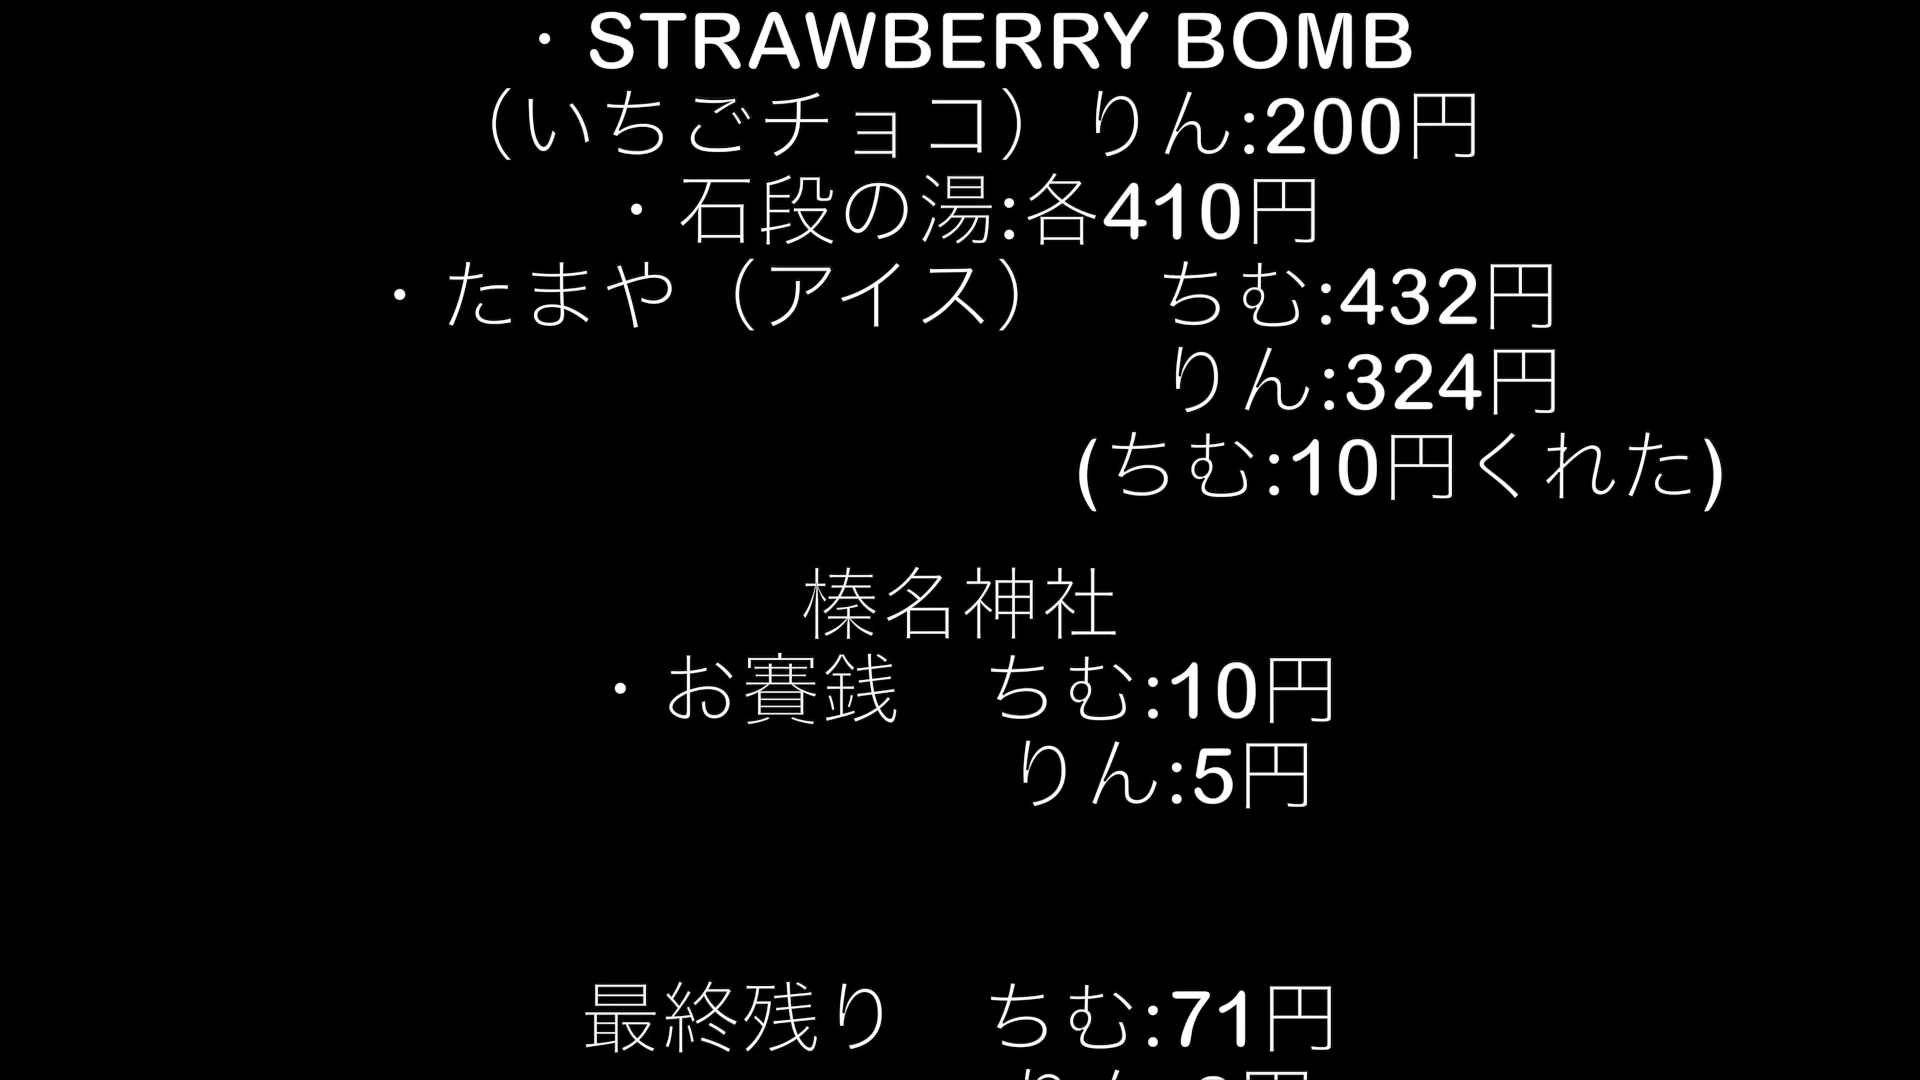 ・STRAWBERRY BOMB
（いちごチョコ）りん:200円
・石段の湯:各410円
・たまや（アイス）　ちむ:432円
りん:324円
(ちむ:10円くれた)
榛名神社
・お賽銭　ちむ:10円
りん:5円
最終残り　ちむ:71円